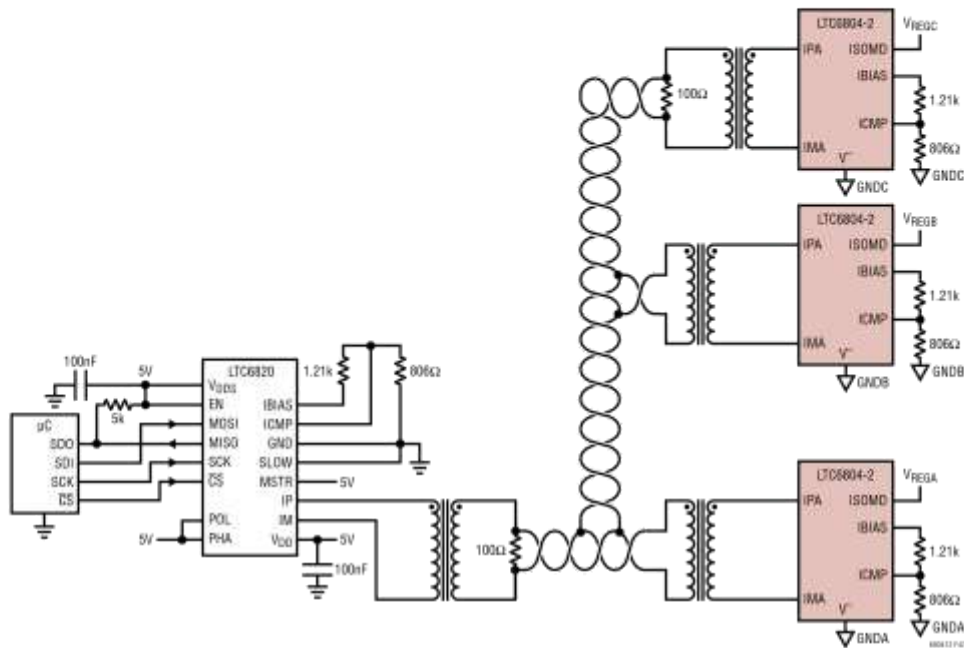 LTC6804-2
VREGC
IPA
ISOMD
IBIAS
1.21k
100Ω
ICMP
806Ω
IMA
V−
GNDC
GNDC
LTC6804-2
VREGB
IPA
ISOMD
IBIAS
1.21k
ICMP
806Ω
IMA
V−
GNDB
GNDB
100nF
5V
LTC6820
1.21k
806Ω
VDDS
EN
5k
IBIAS
µC
MOSI
ICMP
SDO
MISO
GND
SDI
SCK
SLOW
SCK
CS
MSTR
5V
CS
IP
POL
IM
5V
PHA
VDD
5V
100nF
100Ω
LTC6804-2
VREGA
IPA
ISOMD
IBIAS
1.21k
ICMP
806Ω
IMA
V−
GNDA
GNDA